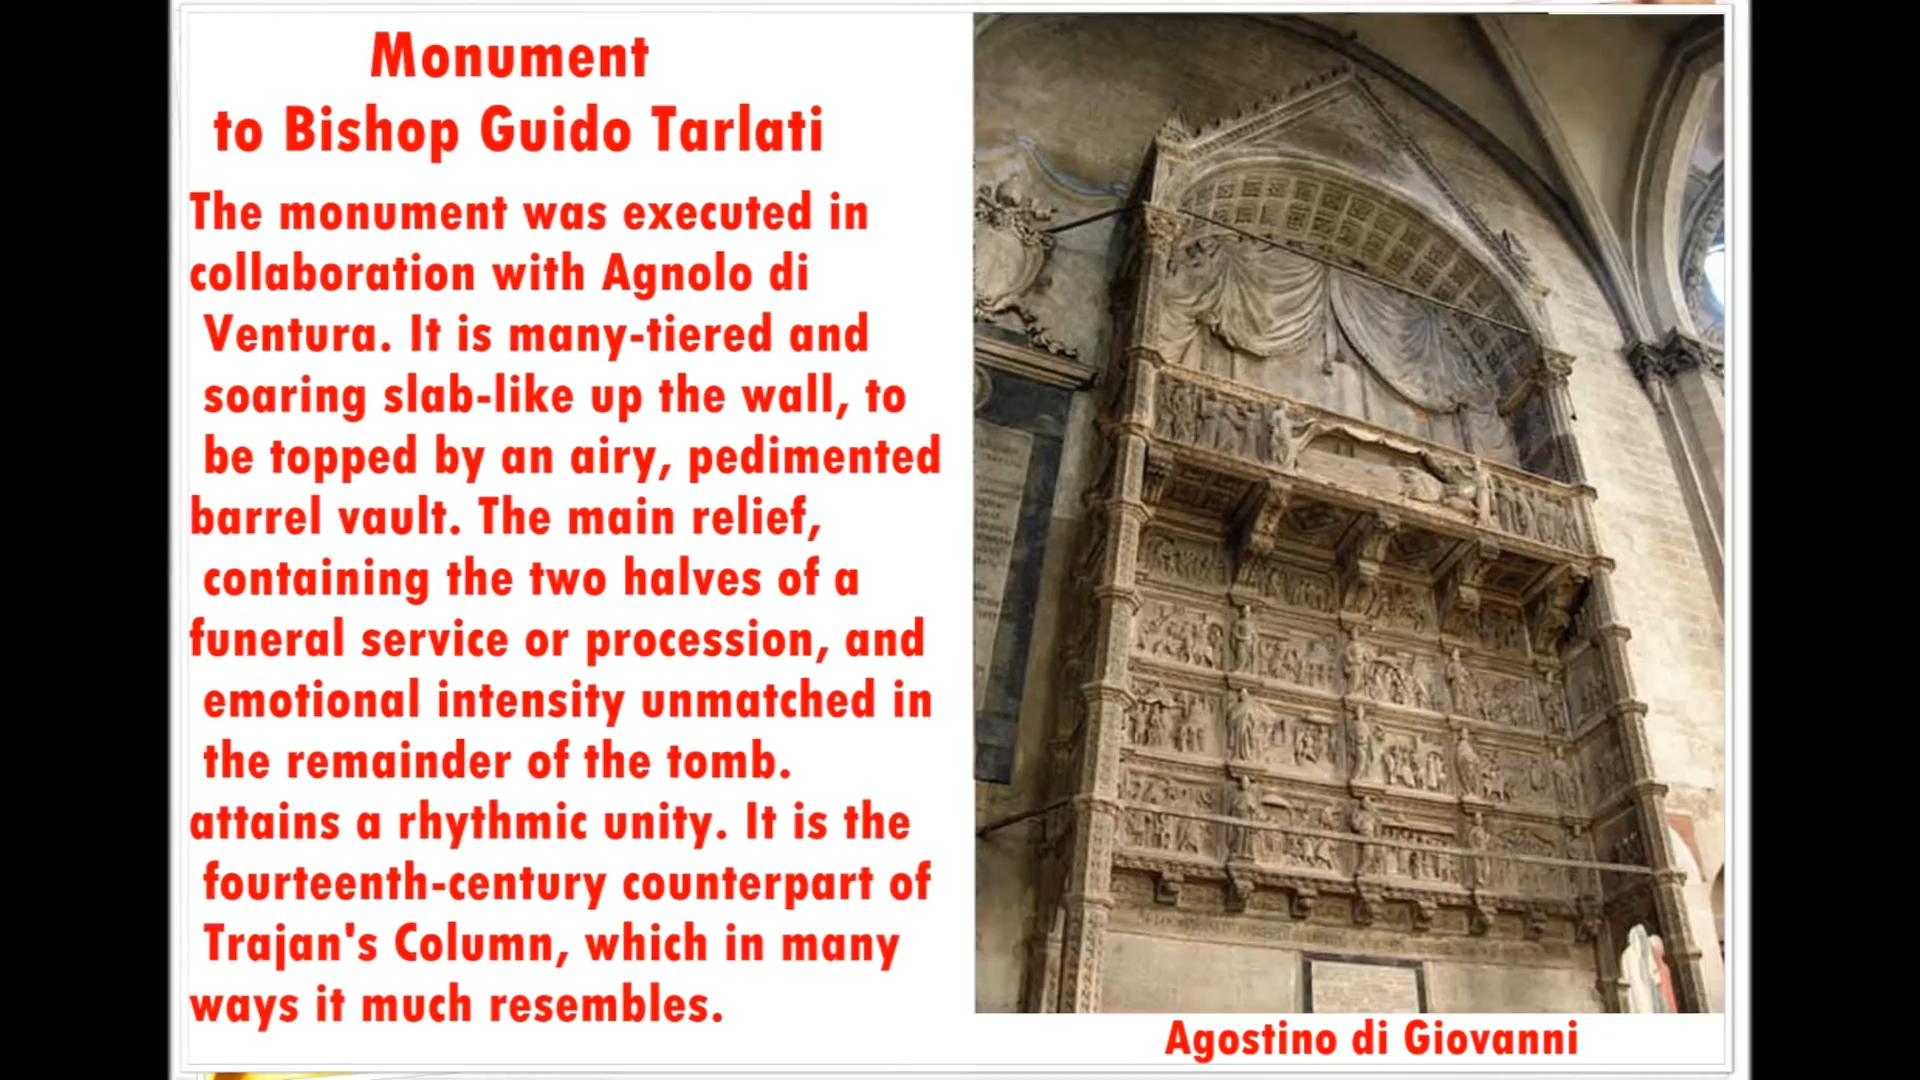 Monument
to Bishop Guido Tarlati
The monument was executed in
collaboration with Agnolo di
Ventura. It is many-tiered and
soaring slab-like up the wall, to
be topped by an airy, pedimented
barrel vault. The main relief,
containing the two halves of a
funeral service or procession, and
emotional intensity unmatched in
the remainder of the tomb.
attains a rhythmic unity. It is the
fourteenth-century counterpart of
Trajan's Column, which in many
ways it much resembles.
Agostino di Giovanni